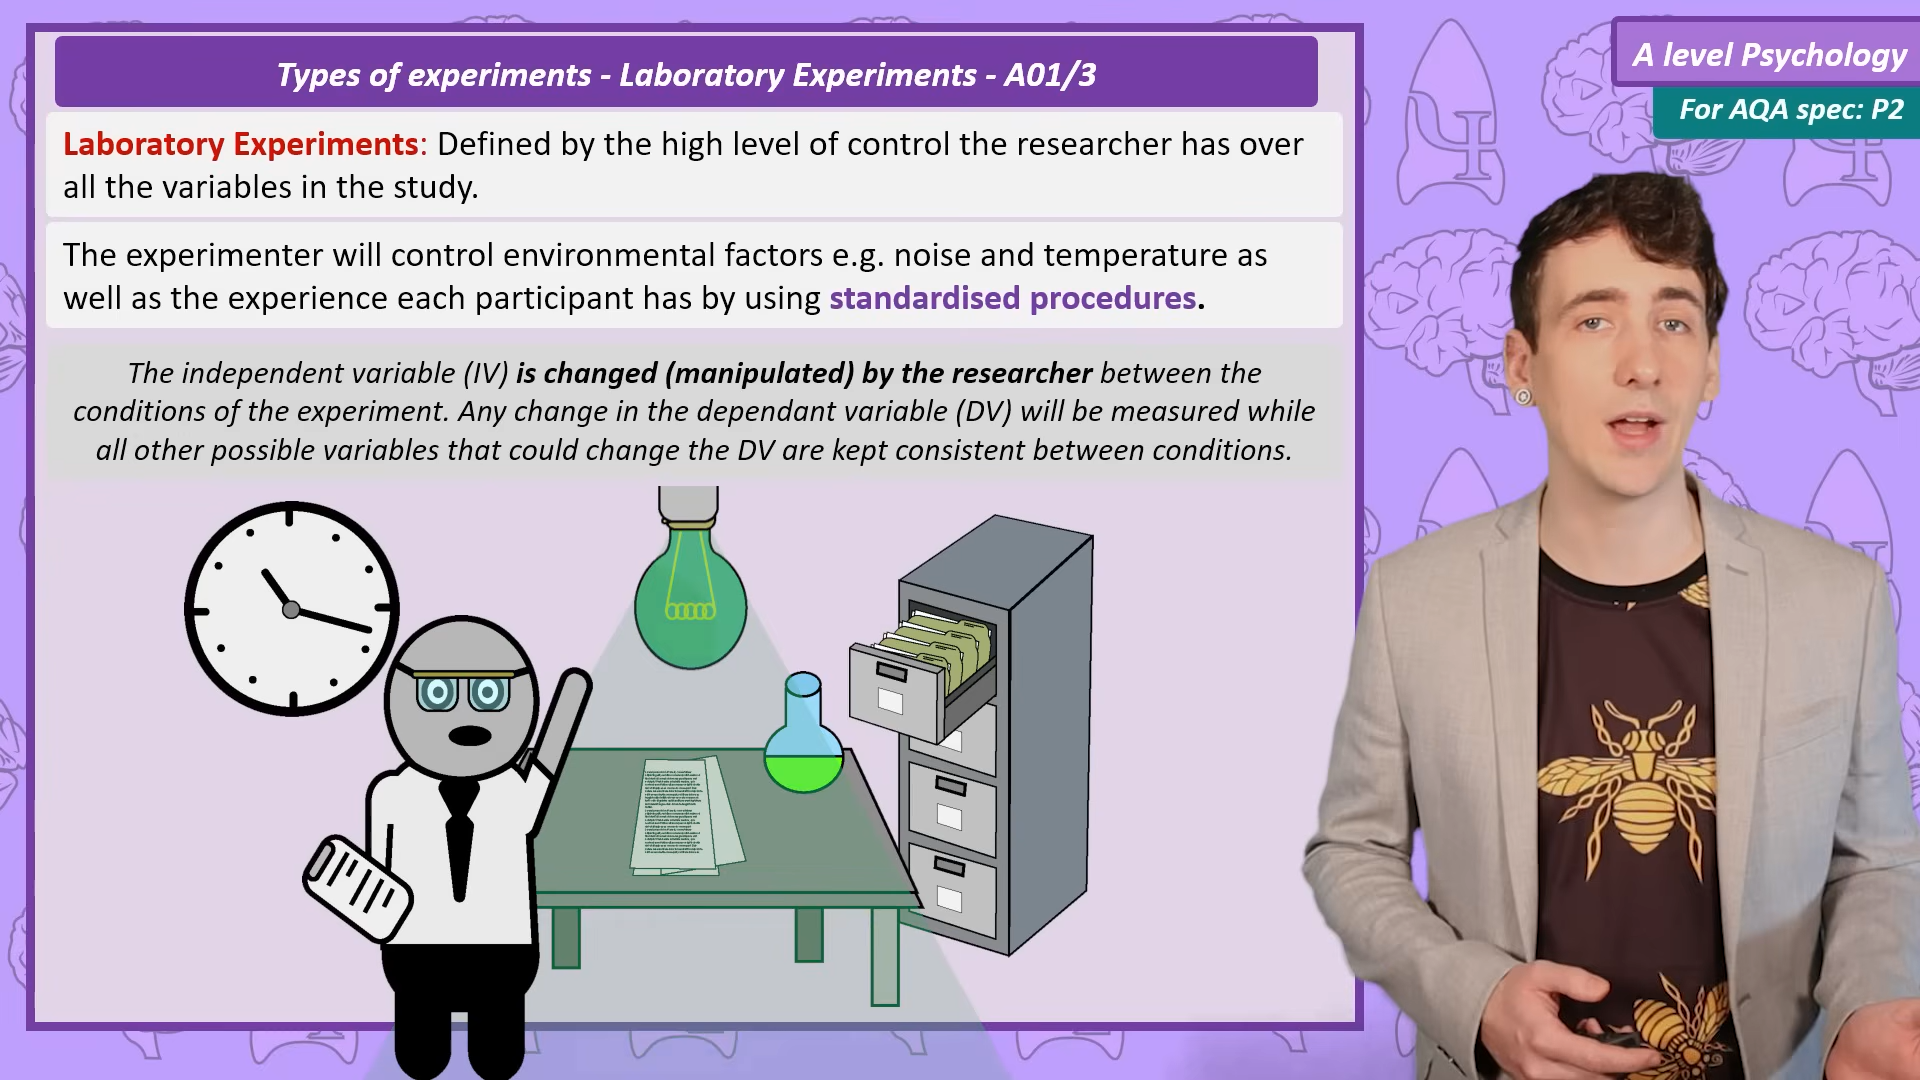 Types of experiments - Laboratory Experiments - A01/3
A level Psychology
For AQA spec: P2
Laboratory Experiments: Defined by the high level of control the researcher has over
all the variables in the study.
The experimenter will control environmental factors e.g. noise and temperature as
well as the experience each participant has by using standardised procedures.
The independent variable (IV) is changed (manipulated) by the researcher between the
conditions of the experiment. Any change in the dependant variable (DV) will be measured while
all other possible variables that could change the DV are kept consistent between conditions.